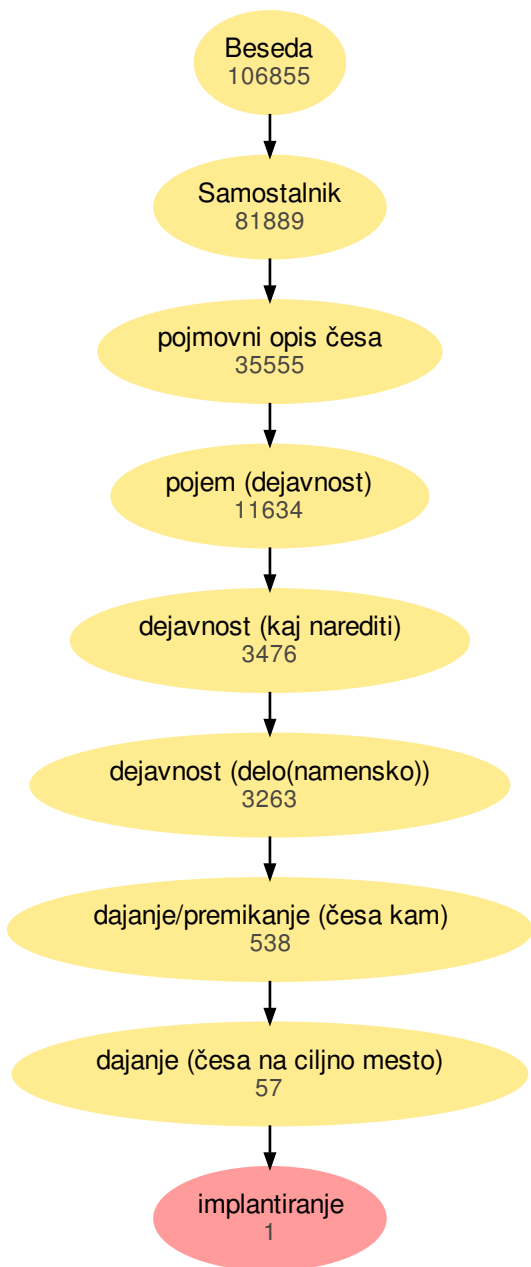 Beseda
106855
Samostalnik
81889
pojmovni opis česa
35555
pojem (dejavnost)
11634
dejavnost (kaj narediti)
3476
dejavnost (delo(namensko))
3263
dajanje/premikanje (česa kam)
538
dajanje (česa na ciljno mesto)
57
implantiranje
1